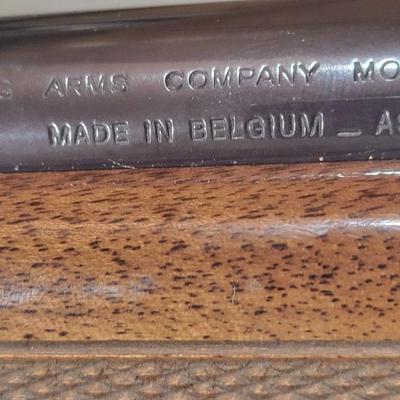 G ARMS COMPANY MO
MADE IN BELGIUM – AS